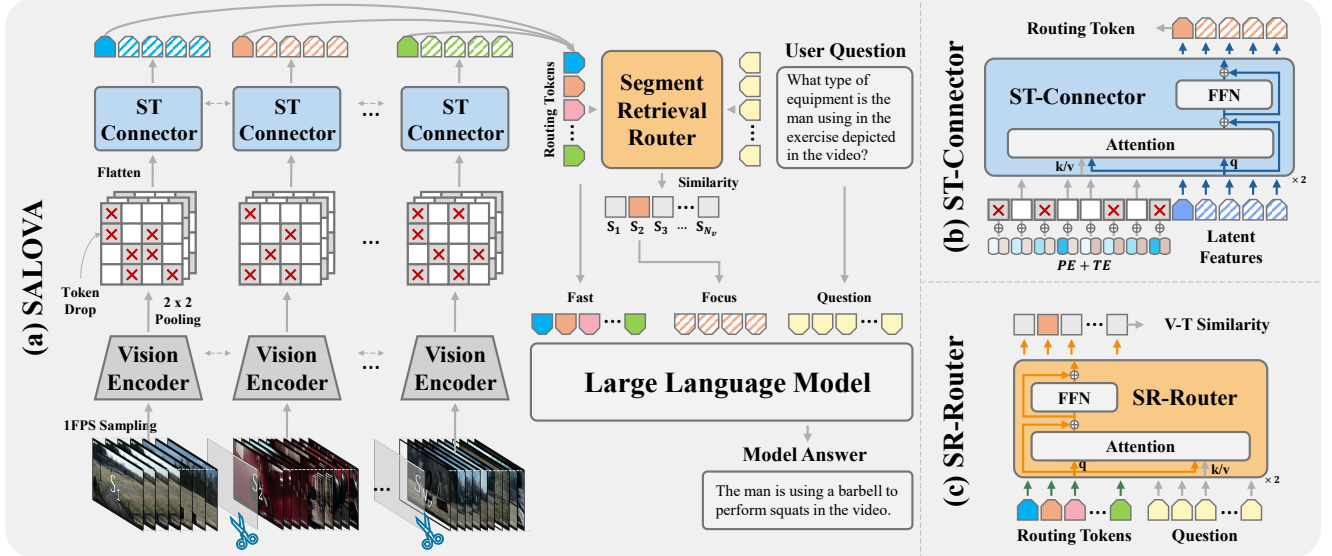 (a) SALOVA
ST
Connector
ST
Connector
...
ST
Connector
Flatten
Token
Drop
2 x 2
Pooling
...
Vision
Encoder
Vision
Encoder
...
Vision
Encoder
1FPS Sampling
S1
S2
...
SNv
Routing Tokens
Segment
Retrieval
Router
User Question
What type of
equipment is the
man using in the
exercise depicted
in the video?
Similarity
S1 S2 S3 ... SNv
Fast
Focus
Question
Large Language Model
Model Answer
The man is using a barbell to
perform squats in the video.
(b) ST-Connector
Routing Token
ST-Connector
FFN
Attention
k/v
q
× 2
PE + TE
Latent
Features
(c) SR-Router
V-T Similarity
FFN
SR-Router
Attention
q
k/v
× 2
Routing Tokens
Question